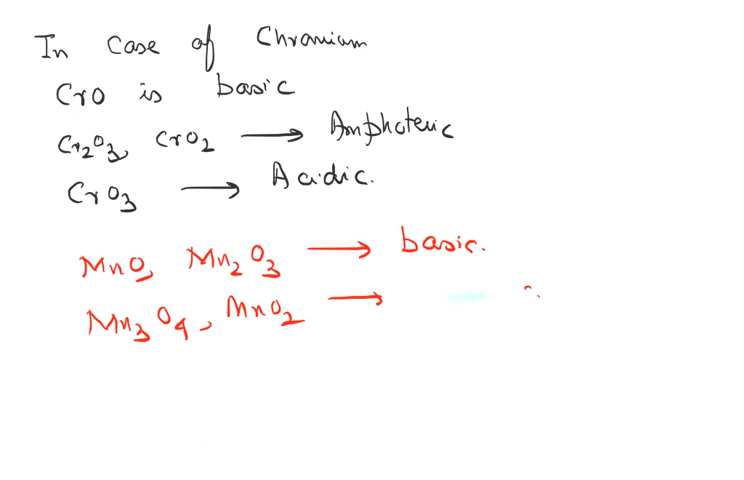 In Case of Chromium
CrO is basic
Cr2O3, CrO2 → Amphoteric
CrO3 → Acidic.
MnO, Mn2O3 → basic.
Mn3O4, MnO2 →